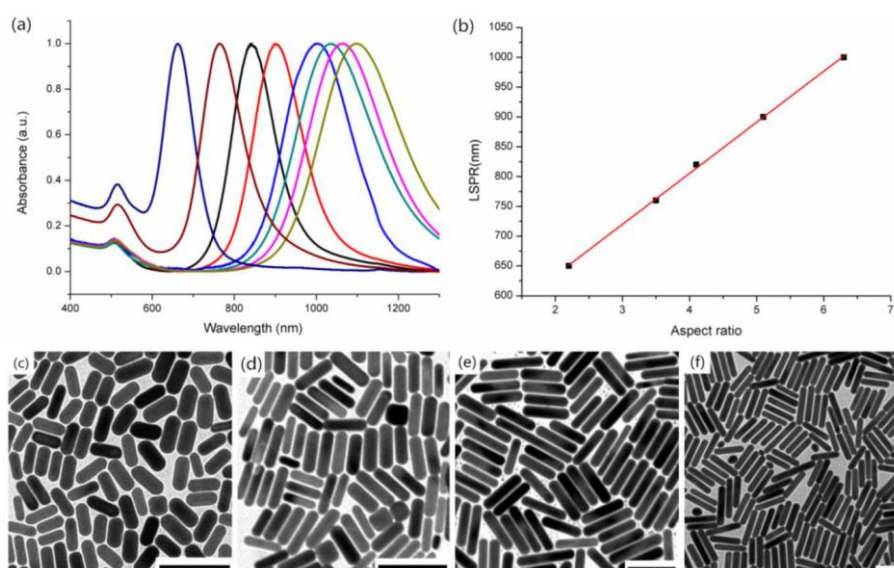 (a)
1.0
0.8
0.6
0.4
0.2
0.0
Absorbance (a.u.)
400 600 800 1000 1200
Wavelength (nm)
(b)
1050
1000
950
900
850
800
750
700
650
600
LSPR(nm)
2 3 4 5 6 7
Aspect ratio
(c) (d) (e) (f)